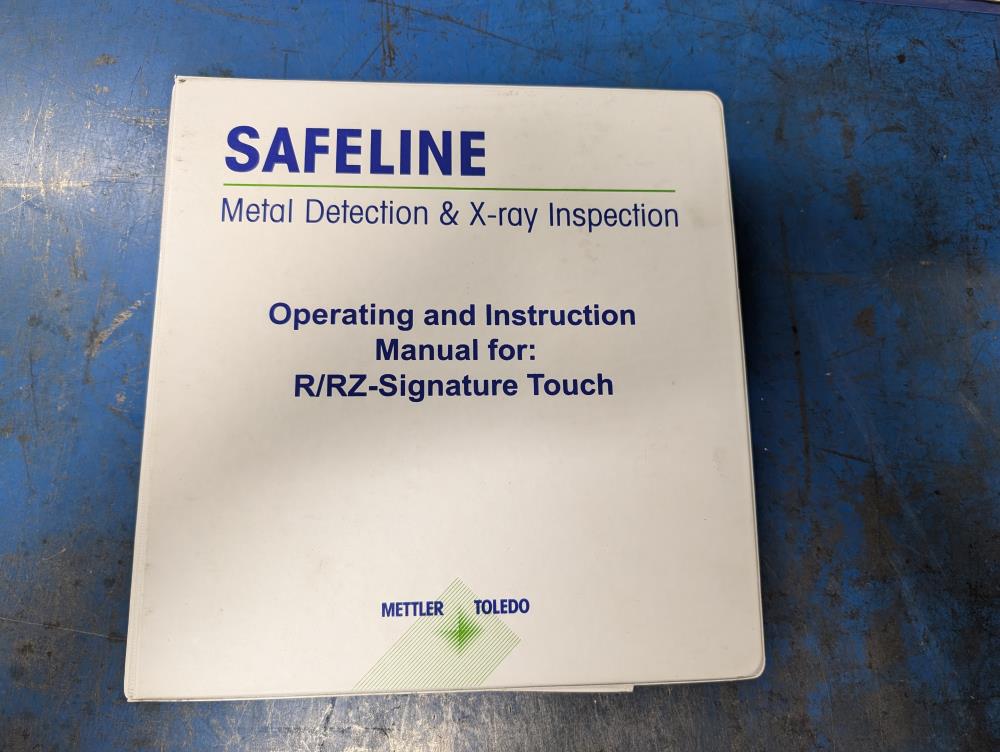 SAFELINE
Metal Detection & X-ray Inspection
Operating and Instruction
Manual for:
R/RZ-Signature Touch
METTLER TOLEDO